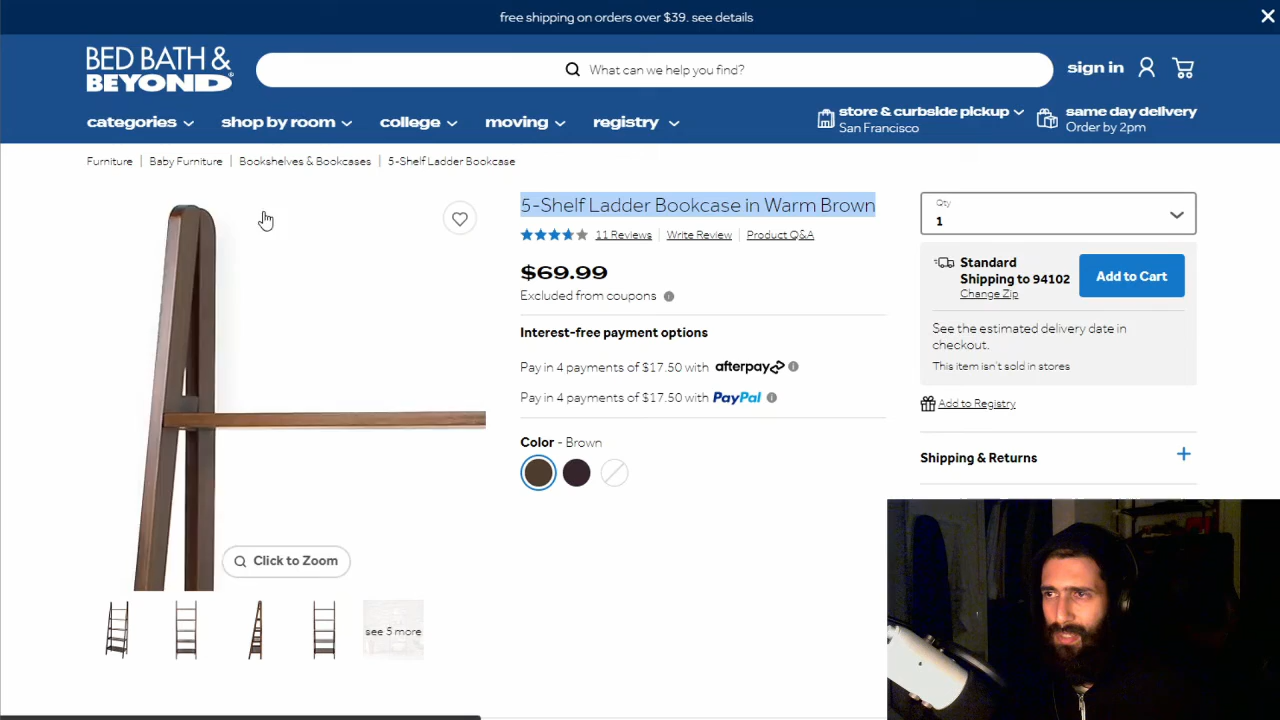 free shipping on orders over $39. see details
BED BATH &
BEYOND
What can we help you find?
sign in
categories
shop by room
college
moving
registry
store & curbside pickup
San Francisco
same day delivery
Order by 2pm
Furniture | Baby Furniture | Bookshelves & Bookcases | 5-Shelf Ladder Bookcase
5-Shelf Ladder Bookcase in Warm Brown
11 Reviews | Write Review | Product Q&A
$69.99
Excluded from coupons
Interest-free payment options
Pay in 4 payments of $17.50 with afterpay
Pay in 4 payments of $17.50 with PayPal
Color - Brown
Click to Zoom
see 5 more
Qty
1
Standard
Shipping to 94102
Change Zip
Add to Cart
See the estimated delivery date in
checkout.
This item isn't sold in stores
Add to Registry
Shipping & Returns